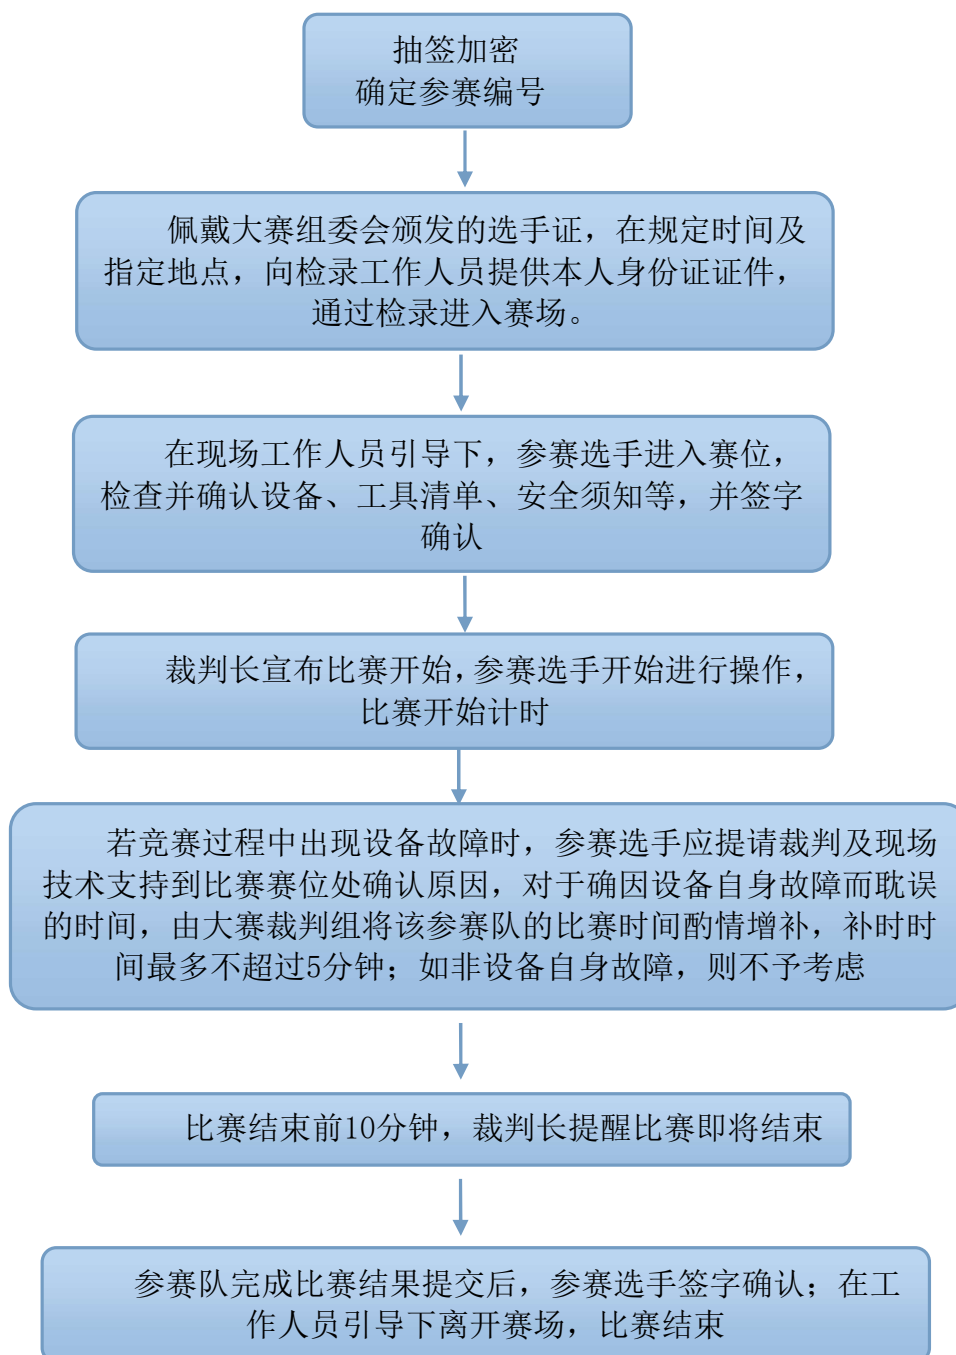 抽签加密
确定参赛编号
佩戴大赛组委会颁发的选手证，在规定时间及
指定地点，向检录工作人员提供本人身份证证件，
通过检录进入赛场。
在现场工作人员引导下，参赛选手进入赛位，
检查并确认设备、工具清单、安全须知等，并签字
确认
裁判长宣布比赛开始，参赛选手开始进行操作，
比赛开始计时
若竞赛过程中出现设备故障时，参赛选手应提请裁判及现场
技术支持到比赛赛位处确认原因，对于确因设备自身故障而耽误
的时间，由大赛裁判组将该参赛队的比赛时间酌情增补，补时时
间最多不超过5分钟；如非设备自身故障，则不予考虑
比赛结束前10分钟，裁判长提醒比赛即将结束
参赛队完成比赛结果提交后，参赛选手签字确认；在工
作人员引导下离开赛场，比赛结束